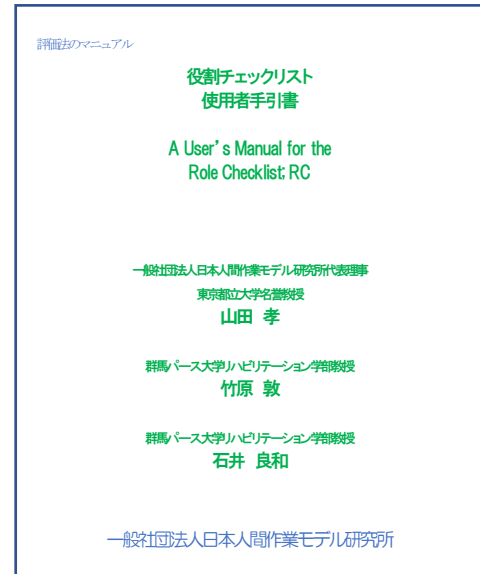 評価法のマニュアル
役割チェックリスト
使用者手引書
A User's Manual for the
Role Checklist; RC
一般社団法人日本人間作業モデル研究所代表理事
東京都立大学名誉教授
山田 孝
群馬パース大学リハビリテーション学部教授
竹原 敦
群馬パース大学リハビリテーション学部教授
石井 良和
一般社団法人日本人間作業モデル研究所